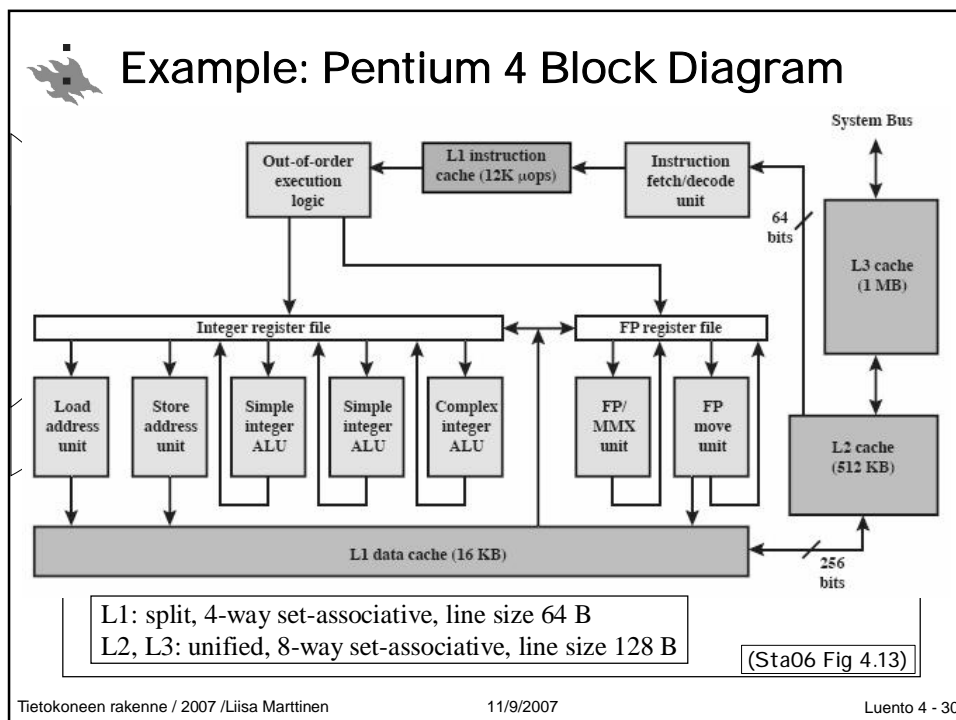 Example: Pentium 4 Block Diagram
System Bus
Out-of-order
execution
logic
L1 instruction
cache (12K μops)
Instruction
fetch/decode
unit
64
bits
L3 cache
(1 MB)
Integer register file
FP register file
Load
address
unit
Store
address
unit
Simple
integer
ALU
Simple
integer
ALU
Complex
integer
ALU
FP/
MMX
unit
FP
move
unit
L2 cache
(512 KB)
L1 data cache (16 KB)
256
bits
L1: split, 4-way set-associative, line size 64 B
L2, L3: unified, 8-way set-associative, line size 128 B
(Sta06 Fig 4.13)
Tietokoneen rakenne / 2007 /Liisa Marttinen
11/9/2007
Luento 4 - 30